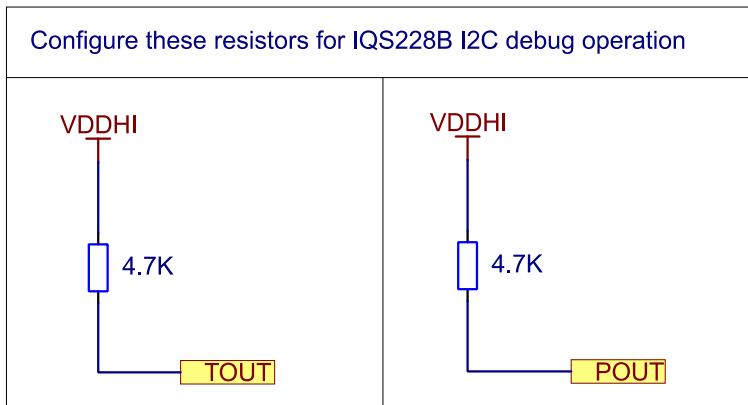 Configure these resistors for IQS228B I2C debug operation
VDDHI
4.7K
TOUT
VDDHI
4.7K
POUT